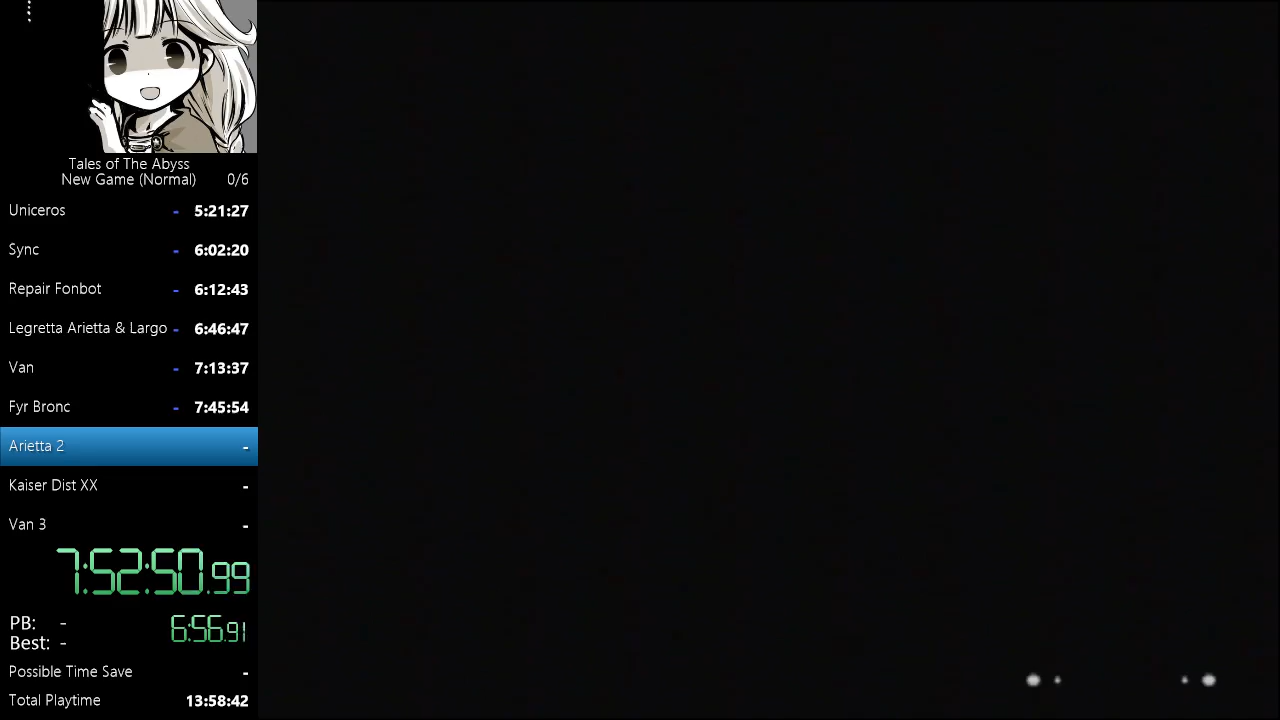 Tales of The Abyss
New Game (Normal) 0/6
Uniceros - 5:21:27
Sync - 6:02:20
Repair Fonbot - 6:12:43
Legretta Arietta & Largo - 6:46:47
Van - 7:13:37
Fyr Bronc - 7:45:54
Arietta 2 -
Kaiser Dist XX -
Van 3 -
7:52:50.99
PB: - 6:56.91
Best: -
Possible Time Save -
Total Playtime 13:58:42